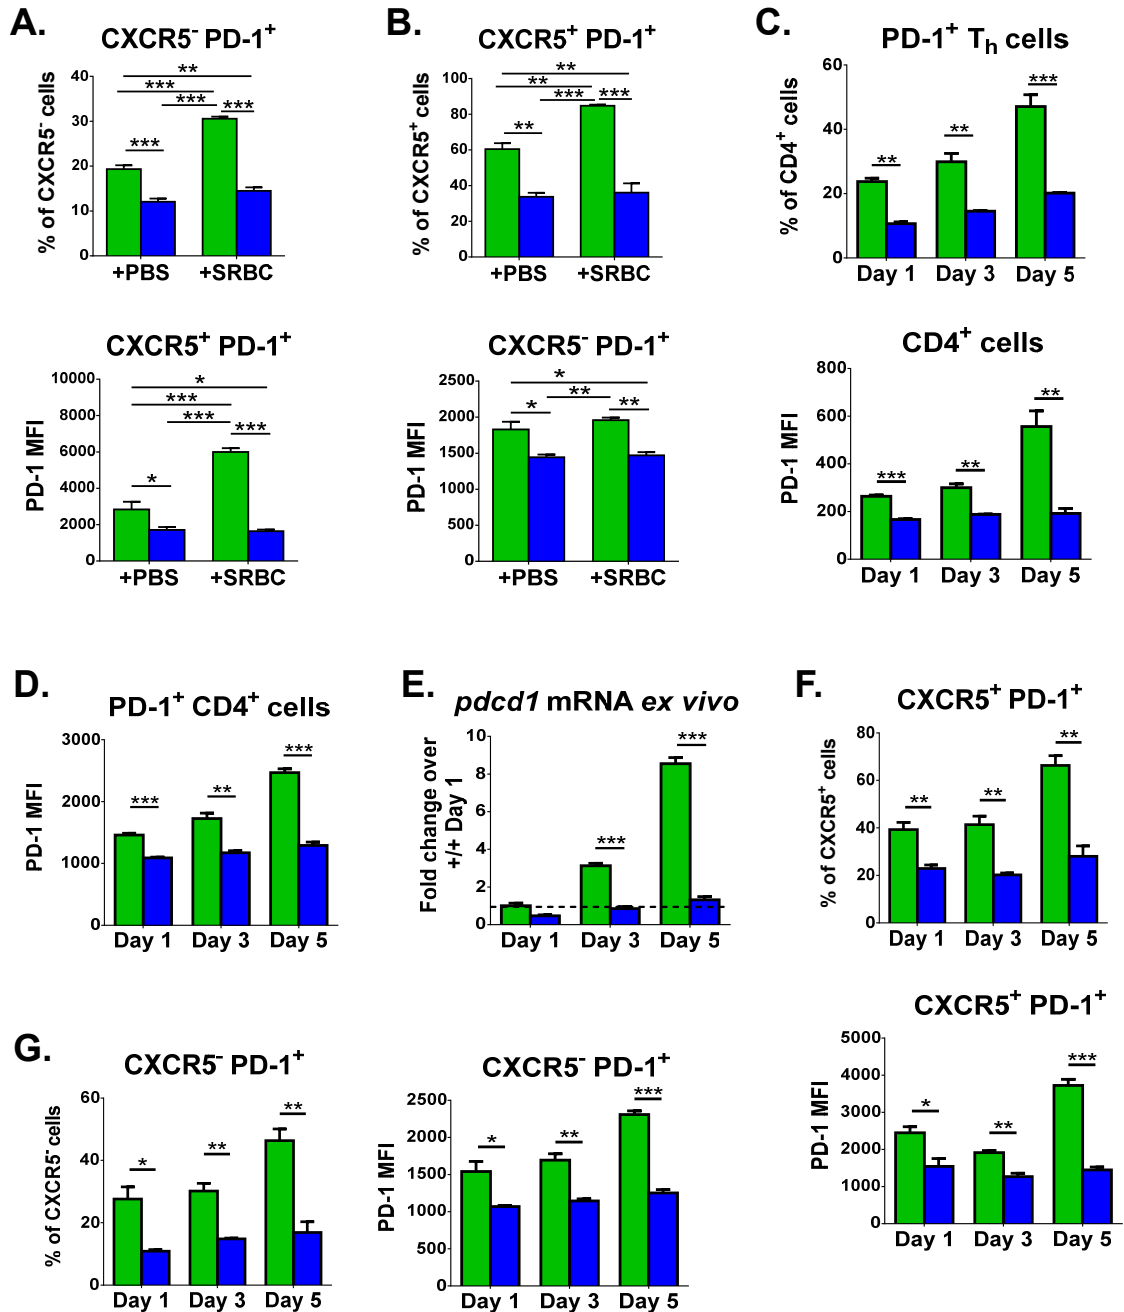 A.
CXCR5⁻ PD-1⁺
% of CXCR5⁻ cells
40
30
20
10
0
**
***
***
***
***
+PBS
+SRBC
CXCR5⁺ PD-1⁺
PD-1 MFI
10000
8000
6000
4000
2000
0
*
***
***
***
*
+PBS
+SRBC
B.
CXCR5⁺ PD-1⁺
% of CXCR5⁺ cells
100
80
60
40
20
0
**
**
***
***
**
+PBS
+SRBC
CXCR5⁻ PD-1⁺
PD-1 MFI
2500
2000
1500
1000
500
0
*
**
*
**
+PBS
+SRBC
C.
PD-1⁺ Tₕ cells
% of CD4⁺ cells
60
40
20
0
**
**
***
Day 1
Day 3
Day 5
CD4⁺ cells
PD-1 MFI
800
600
400
200
0
***
**
**
Day 1
Day 3
Day 5
D.
PD-1⁺ CD4⁺ cells
PD-1 MFI
3000
2000
1000
0
***
**
***
Day 1
Day 3
Day 5
E.
pdcd1 mRNA ex vivo
Fold change over
+/+ Day 1
10
8
6
4
2
0
***
***
Day 1
Day 3
Day 5
F.
CXCR5⁺ PD-1⁺
% of CXCR5⁺ cells
80
60
40
20
0
**
**
**
Day 1
Day 3
Day 5
CXCR5⁺ PD-1⁺
PD-1 MFI
5000
4000
3000
2000
1000
0
*
**
***
Day 1
Day 3
Day 5
G.
CXCR5⁻ PD-1⁺
% of CXCR5⁻ cells
60
40
20
0
*
**
**
Day 1
Day 3
Day 5
CXCR5⁻ PD-1⁺
PD-1 MFI
2500
2000
1500
1000
500
0
*
**
***
Day 1
Day 3
Day 5